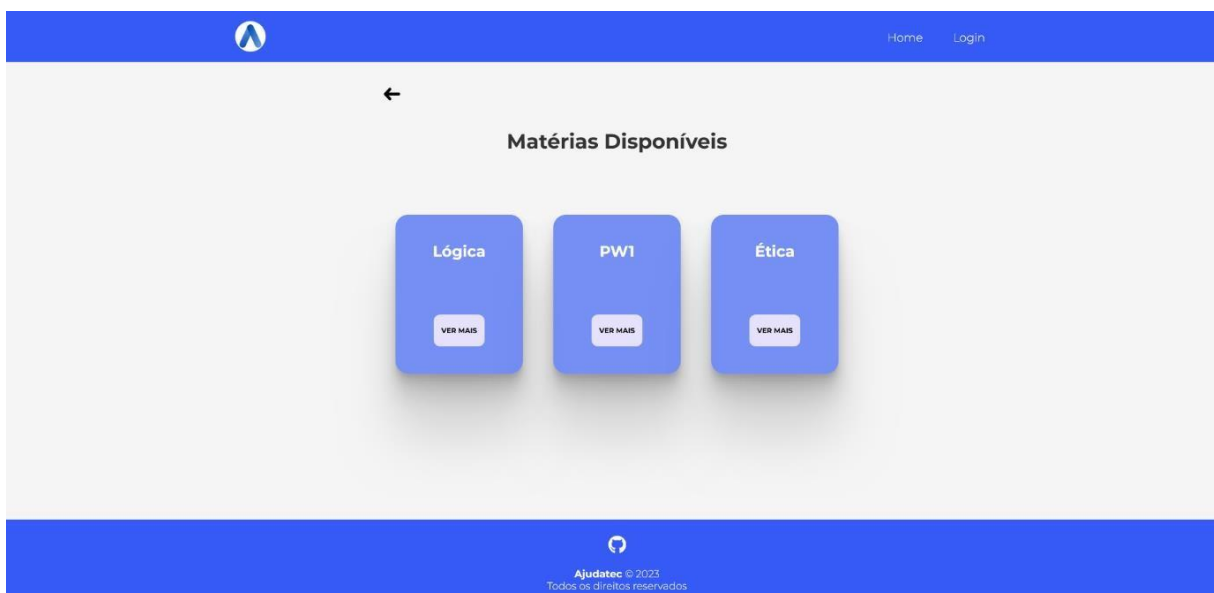 Home Login
Matérias Disponíveis
Lógica PW1 Ética
VER MAIS VER MAIS VER MAIS
Ajudatec © 2023
Todos os direitos reservados